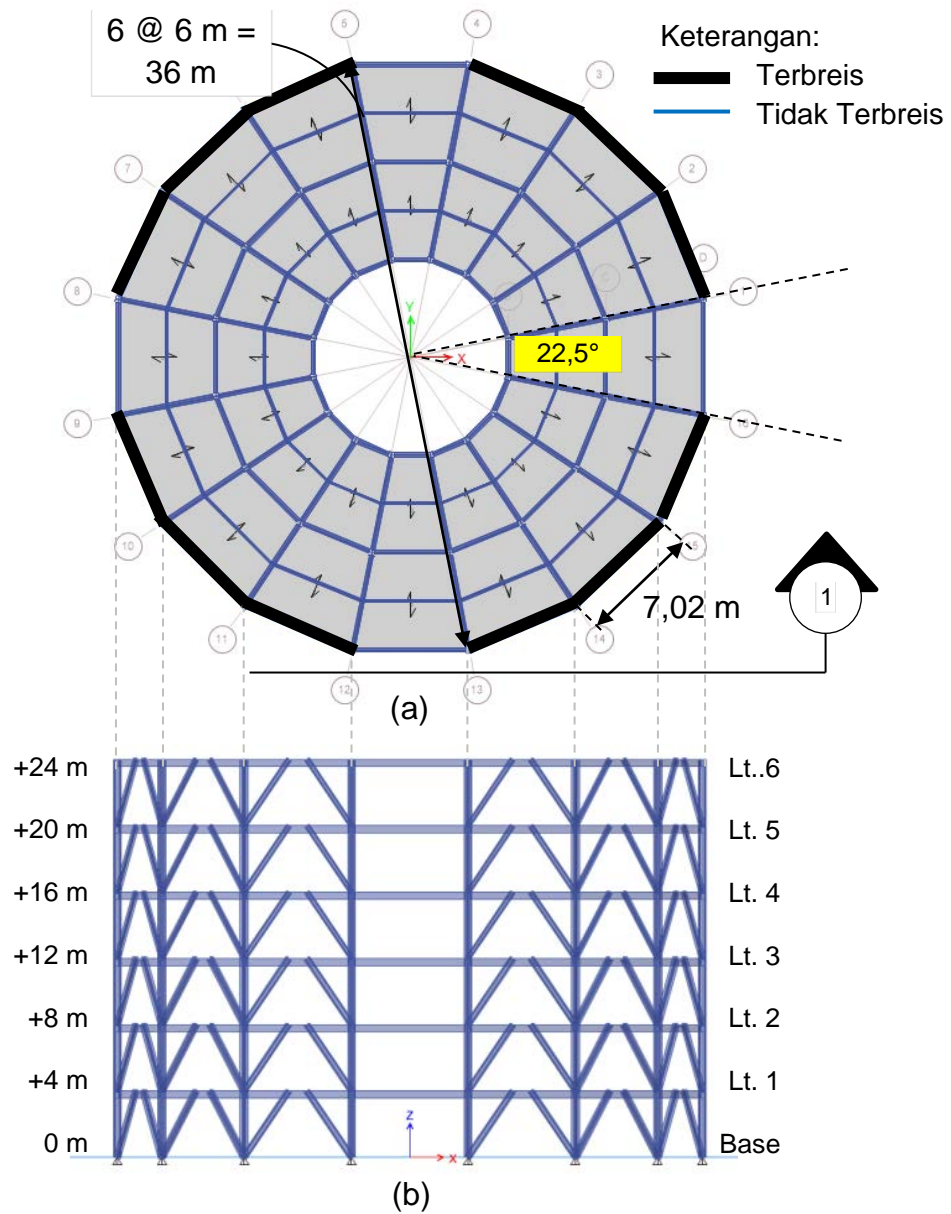 6 @ 6 m =
36 m
Keterangan:
Terbreis
Tidak Terbreis
5
4
3
7
2
D
8
1
Y
X
22,5°
9
16
10
7,02 m
1
11
14
12
13
(a)
+24 m
Lt..6
+20 m
Lt. 5
+16 m
Lt. 4
+12 m
Lt. 3
+8 m
Lt. 2
+4 m
Lt. 1
Z
0 m
X
Base
(b)